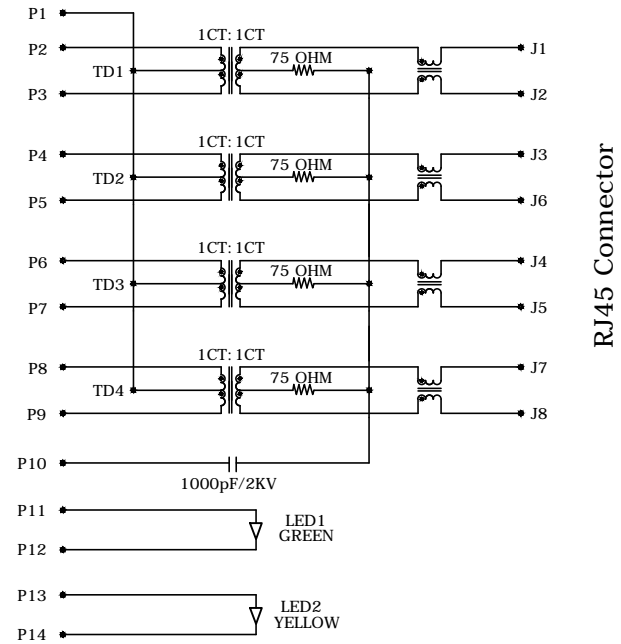 P1
1CT: 1CT
P2
75 OHM
J1
TD1
P3
J2
1CT: 1CT
P4
75 OHM
J3
TD2
P5
J6
1CT: 1CT
P6
75 OHM
J4
TD3
P7
J5
1CT: 1CT
P8
75 OHM
J7
TD4
P9
J8
P10
1000pF/2KV
P11
LED1
GREEN
P12
P13
LED2
YELLOW
P14
RJ45 Connector